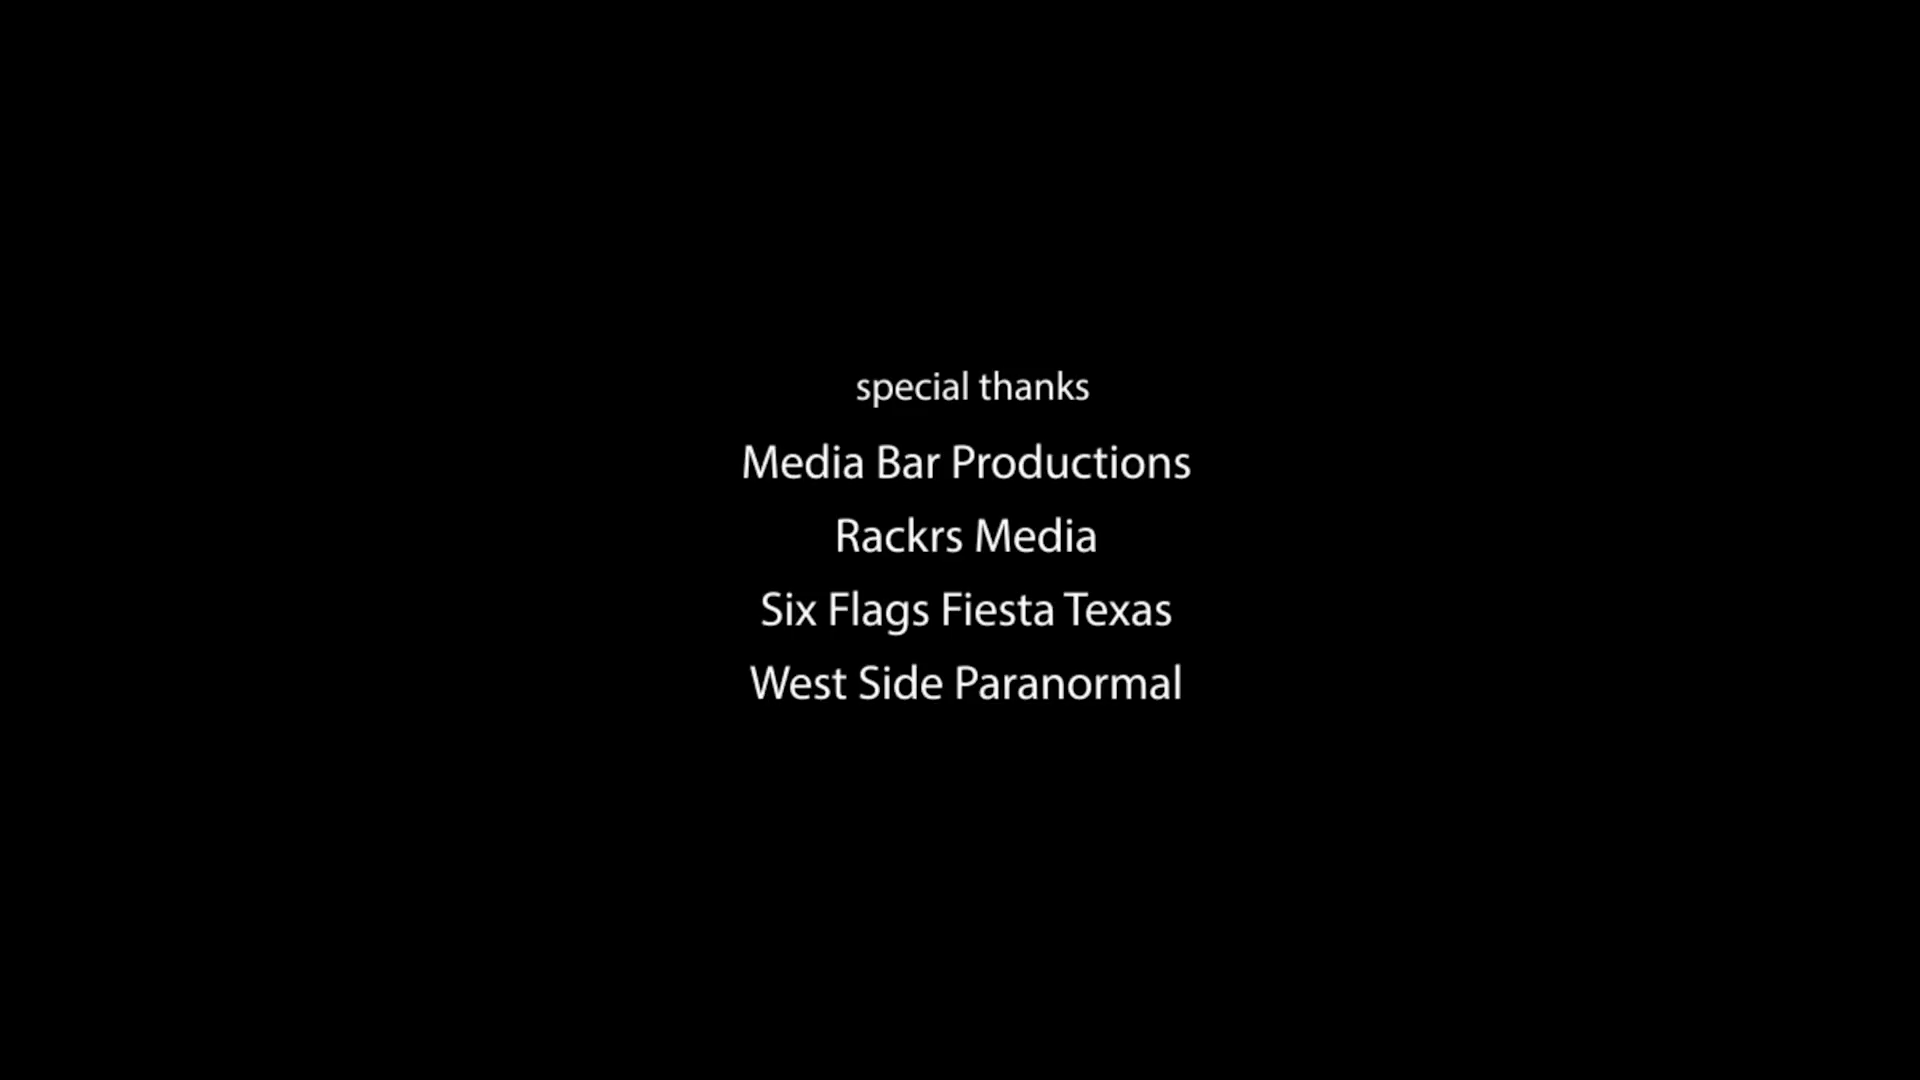 special thanks
Media Bar Productions
Rackrs Media
Six Flags Fiesta Texas
West Side Paranormal